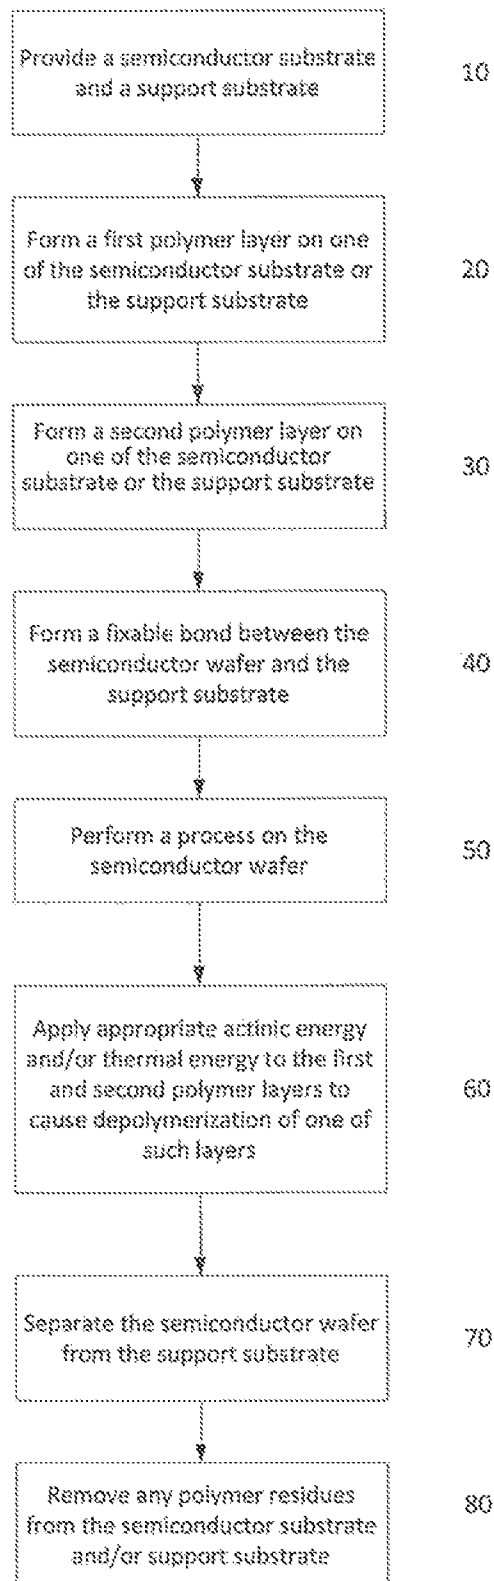 Provide a semiconductor substrate
and a support substrate
10
Form a first polymer layer on one
of the semiconductor substrate or
the support substrate
20
Form a second polymer layer on
one of the semiconductor
substrate or the support substrate
30
Form a fixable bond between the
semiconductor wafer and the
support substrate
40
Perform a process on the
semiconductor wafer
50
Apply appropriate actinic energy
and/or thermal energy to the first
and second polymer layers to
cause depolymerization of one of
such layers
60
Separate the semiconductor wafer
from the support substrate
70
Remove any polymer residues
from the semiconductor substrate
and/or support substrate
80